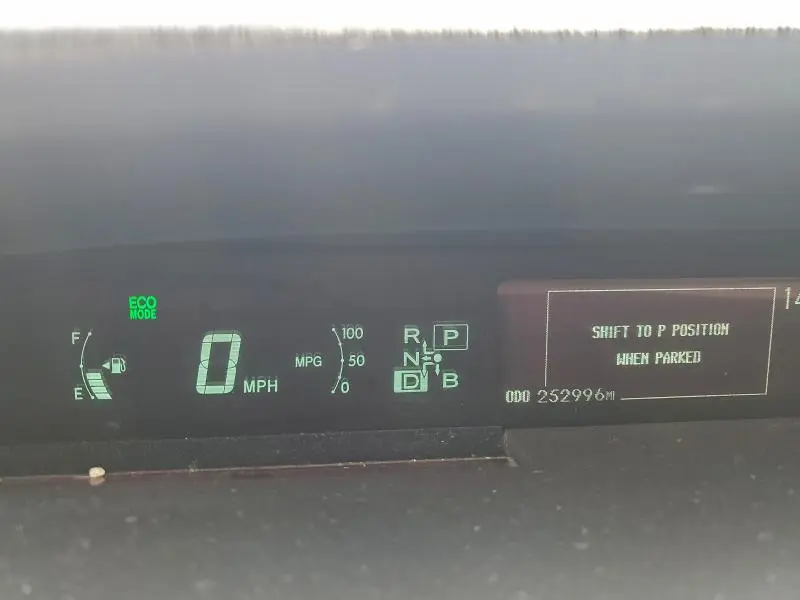 ECO
MODE
F
E
0 MPH
MPG
100
50
0
R P
N
D B
SHIFT TO P POSITION
WHEN PARKED
ODO 252996MI